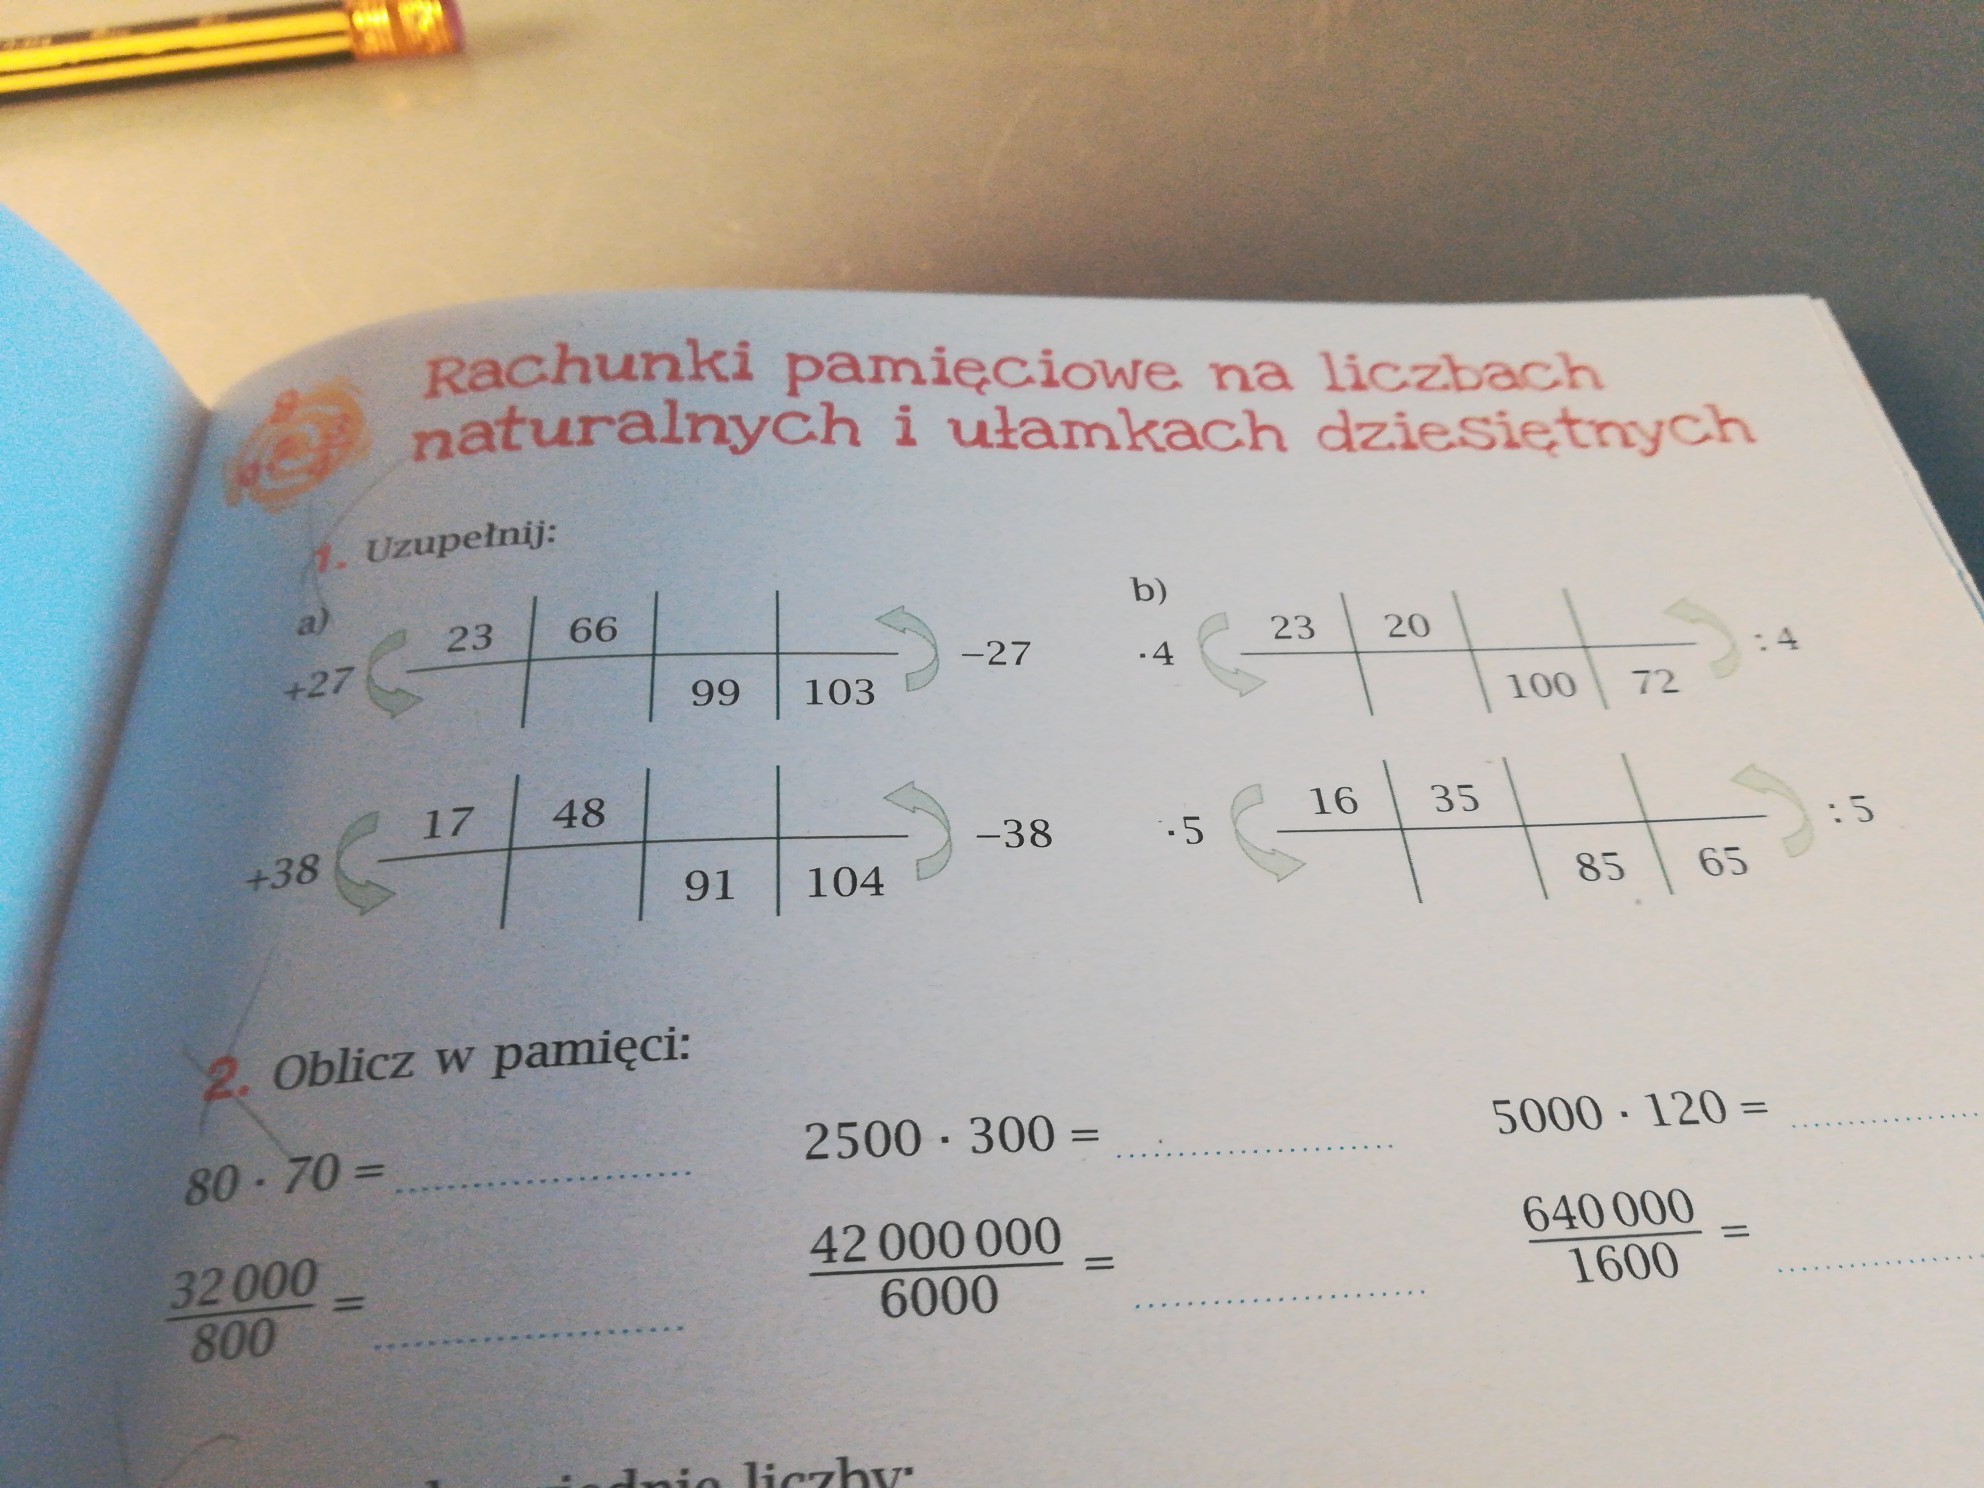 Rachunki pamięciowe na liczbach
naturalnych i ułamkach dziesiętnych
1. Uzupełnij:
a)
+27
23 66
99 103
–27
+38
17 48
91 104
–38
b)
·4
23 20
100 72
: 4
·5
16 35
85 65
: 5
2. Oblicz w pamięci:
80 · 70 = ..................... 2500 · 300 = ..................... 5000 · 120 = .....................
32 000 / 800 = ..................... 42 000 000 / 6000 = ..................... 640 000 / 1600 = .....................
liczby: